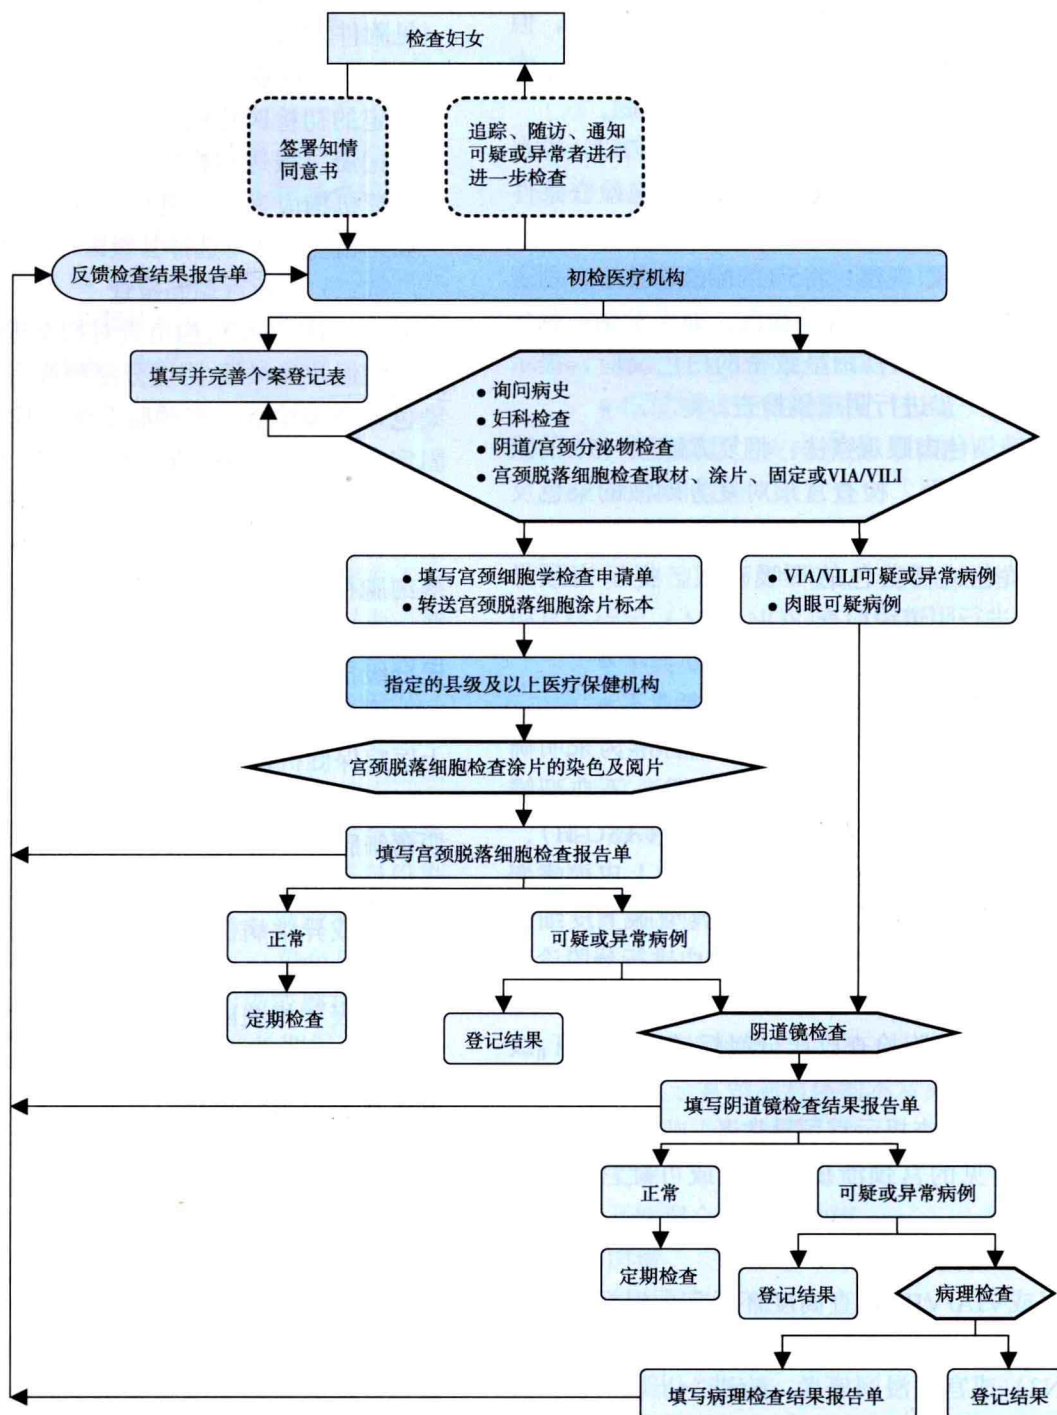 检查妇女
签署知情
同意书
追踪、随访、通知
可疑或异常者进行
进一步检查
反馈检查结果报告单
初检医疗机构
填写并完善个案登记表
• 询问病史
• 妇科检查
• 阴道/宫颈分泌物检查
• 宫颈脱落细胞检查取材、涂片、固定或VIA/VILI
• 填写宫颈细胞学检查申请单
• 转送宫颈脱落细胞涂片标本
• VIA/VILI可疑或异常病例
• 肉眼可疑病例
指定的县级及以上医疗保健机构
宫颈脱落细胞检查涂片的染色及阅片
填写宫颈脱落细胞检查报告单
正常
可疑或异常病例
定期检查
登记结果
阴道镜检查
填写阴道镜检查结果报告单
正常
可疑或异常病例
定期检查
登记结果
病理检查
填写病理检查结果报告单
登记结果